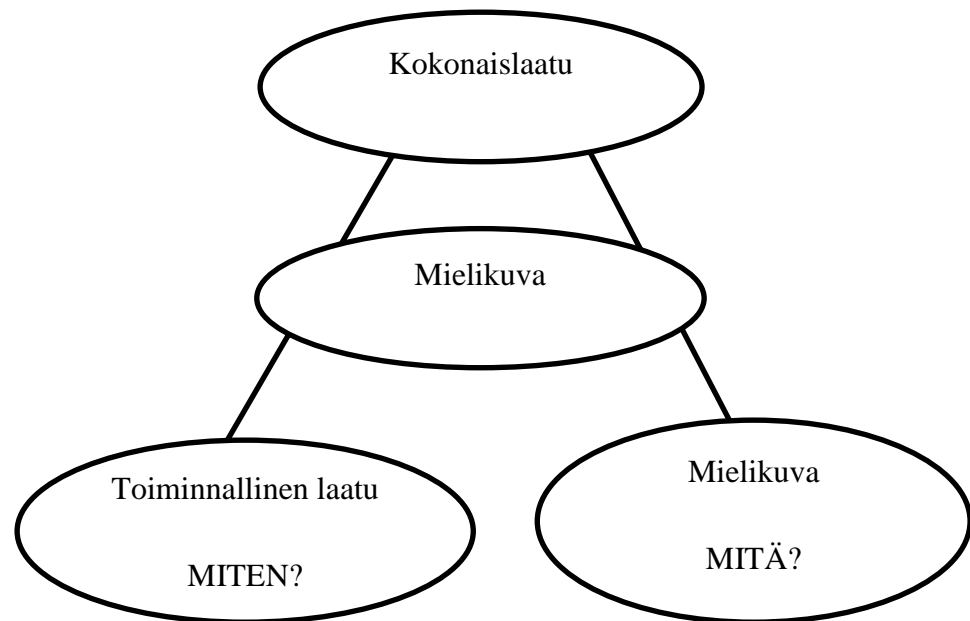 Kokonaislaatu
Mielikuva
Toiminnallinen laatu
MITEN?
Mielikuva
MITÄ?